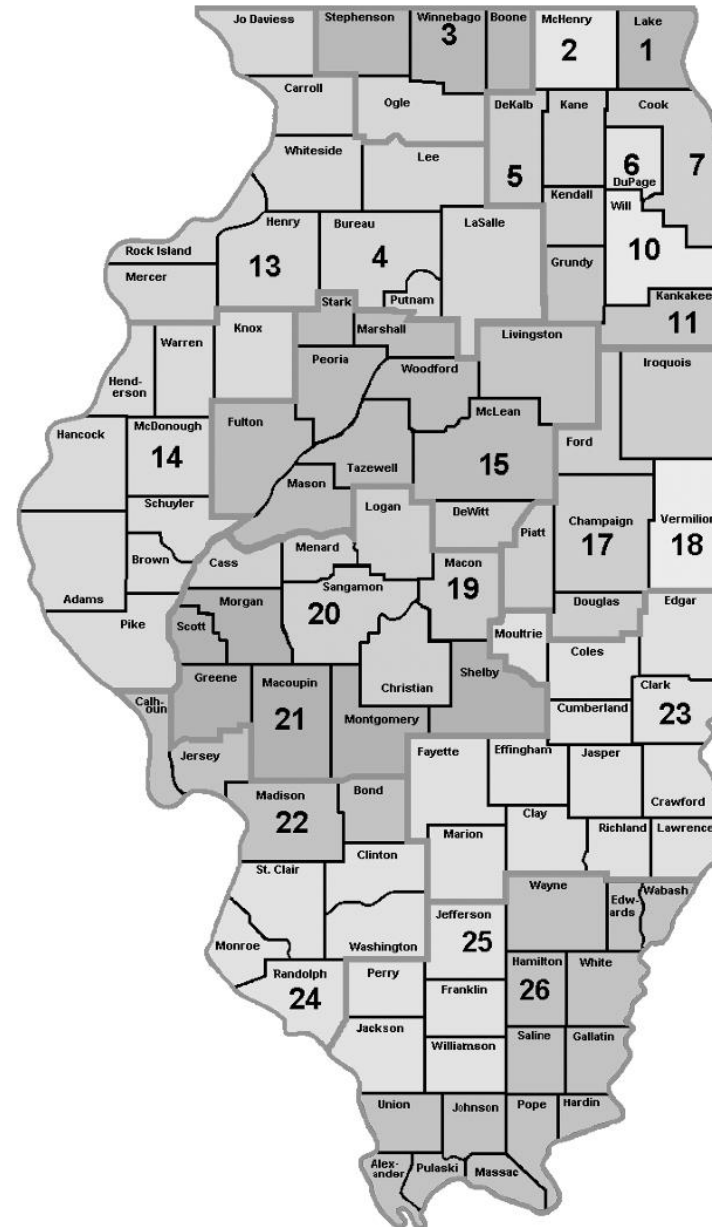 Jo Daviess
Stephenson
Winnebago
3
Boone
McHenry
2
Lake
1
Carroll
Ogle
DeKalb
5
Kane
Cook
7
Whiteside
Lee
6
DuPage
Kendall
Will
10
Henry
13
Bureau
4
LaSalle
Rock Island
Mercer
Putnam
Grundy
Kankakee
11
Stark
Marshall
Knox
Warren
Livingston
Peoria
Woodford
Iroquois
Hend-
erson
McLean
15
Hancock
McDonough
14
Fulton
Ford
Tazewell
Mason
Schuyler
Logan
DeWitt
Champaign
17
Vermilion
18
Piatt
Brown
Cass
Menard
Macon
19
Sangamon
20
Adams
Pike
Morgan
Scott
Douglas
Edgar
Moultrie
Coles
Greene
Macoupin
21
Christian
Shelby
Clark
23
Calh-
oun
Montgomery
Cumberland
Jersey
Fayette
Effingham
Jasper
Madison
22
Bond
Crawford
Clay
Marion
Richland
Lawrence
Clinton
St. Clair
Wayne
Edw-
ards
Wabash
Jefferson
25
Monroe
Washington
Hamilton
26
White
Randolph
24
Perry
Franklin
Jackson
Williamson
Saline
Gallatin
Union
Johnson
Pope
Hardin
Alex-
ander
Pulaski
Massac